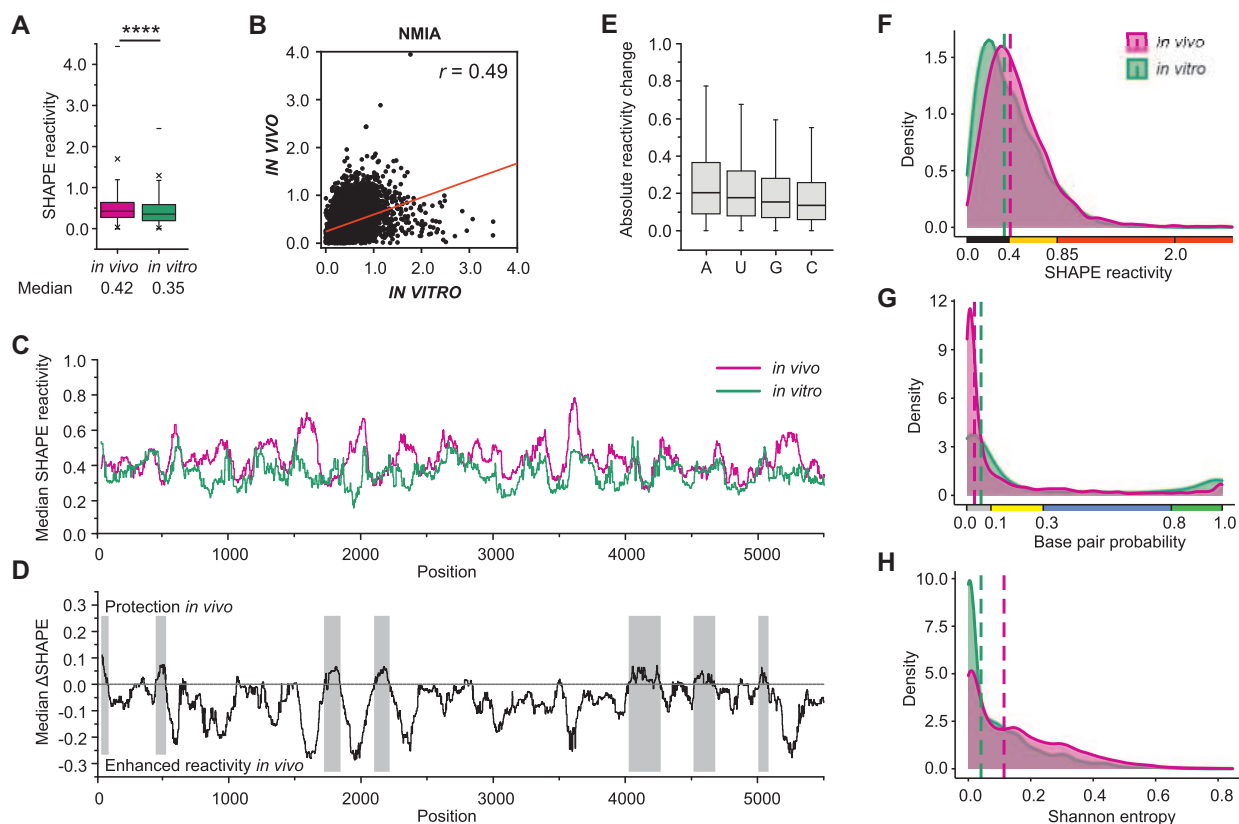 A
****
SHAPE reactivity
4.0
3.0
2.0
1.0
0.0
in vivo in vitro
Median 0.42 0.35
B
NMIA
r = 0.49
IN VIVO
4.0
3.0
2.0
1.0
0.0
0.0 1.0 2.0 3.0 4.0
IN VITRO
E
Absolute reactivity change
1.0
0.8
0.6
0.4
0.2
0.0
A U G C
F
in vivo
in vitro
Density
1.5
1.0
0.5
0.0
0.0 0.4 0.85 2.0
SHAPE reactivity
C
Median SHAPE reactivity
1.0
0.8
0.6
0.4
0.2
0.0
in vivo
in vitro
0 1000 2000 3000 4000 5000
Position
G
Density
12
9
6
3
0
0.0 0.1 0.3 0.8 1.0
Base pair probability
D
Median ΔSHAPE
0.3
0.2
0.1
0.0
-0.1
-0.2
-0.3
Protection in vivo
Enhanced reactivity in vivo
0 1000 2000 3000 4000 5000
Position
H
Density
10.0
7.5
5.0
2.5
0.0
0.0 0.2 0.4 0.6 0.8
Shannon entropy